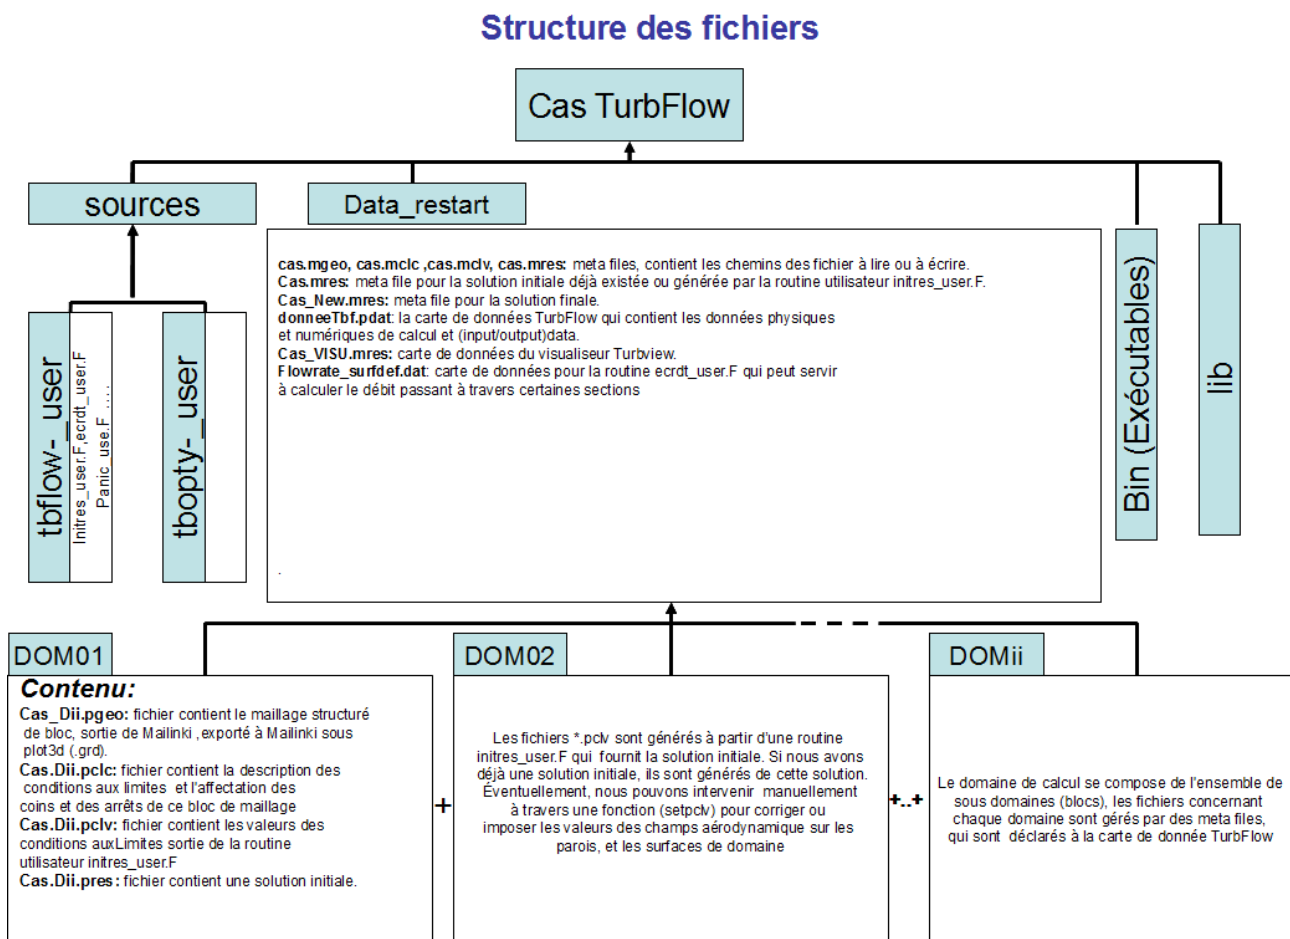 Structure des fichiers
Cas TurbFlow
sources
Data_restart
cas.mgeo, cas.mclc ,cas.mclv, cas.mres: meta files, contient les chemins des fichier à lire ou à écrire.
Cas.mres: meta file pour la solution initiale déjà existée ou générée par la routine utilisateur initres_user.F.
Cas_New.mres: meta file pour la solution finale.
donneeTbf.pdat: la carte de données TurbFlow qui contient les données physiques
et numériques de calcul et (input/output)data.
Cas_VISU.mres: carte de données du visualiseur Turbview.
Flowrate_surfdef.dat: carte de données pour la routine ecrdt_user.F qui peut servir
à calculer le débit passant à travers certaines sections
.
tbflow-_user
Initres_user.F,ecrdt_user.F
Panic_use.F ....
tbopty-_user
Bin (Exécutables)
lib
DOM01
Contenu:
Cas_Dii.pgeo: fichier contient le maillage structuré
de bloc, sortie de Mailinki ,exporté à Mailinki sous
plot3d (.grd).
Cas.Dii.pclc: fichier contient la description des
conditions aux limites et l'affectation des
coins et des arrêts de ce bloc de maillage
Cas.Dii.pclv: fichier contient les valeurs des
conditions auxLimites sortie de la routine
utilisateur initres_user.F
Cas.Dii.pres: fichier contient une solution initiale.
+
DOM02
Les fichiers *.pclv sont générés à partir d'une routine
initres_user.F qui fournit la solution initiale. Si nous avons
déjà une solution initiale, ils sont générés de cette solution.
Éventuellement, nous pouvons intervenir manuellement
à travers une fonction (setpclv) pour corriger ou
imposer les valeurs des champs aérodynamique sur les
parois, et les surfaces de domaine
+..+
DOMii
Le domaine de calcul se compose de l'ensemble de
sous domaines (blocs), les fichiers concernant
chaque domaine sont gérés par des meta files,
qui sont déclarés à la carte de donnée TurbFlow